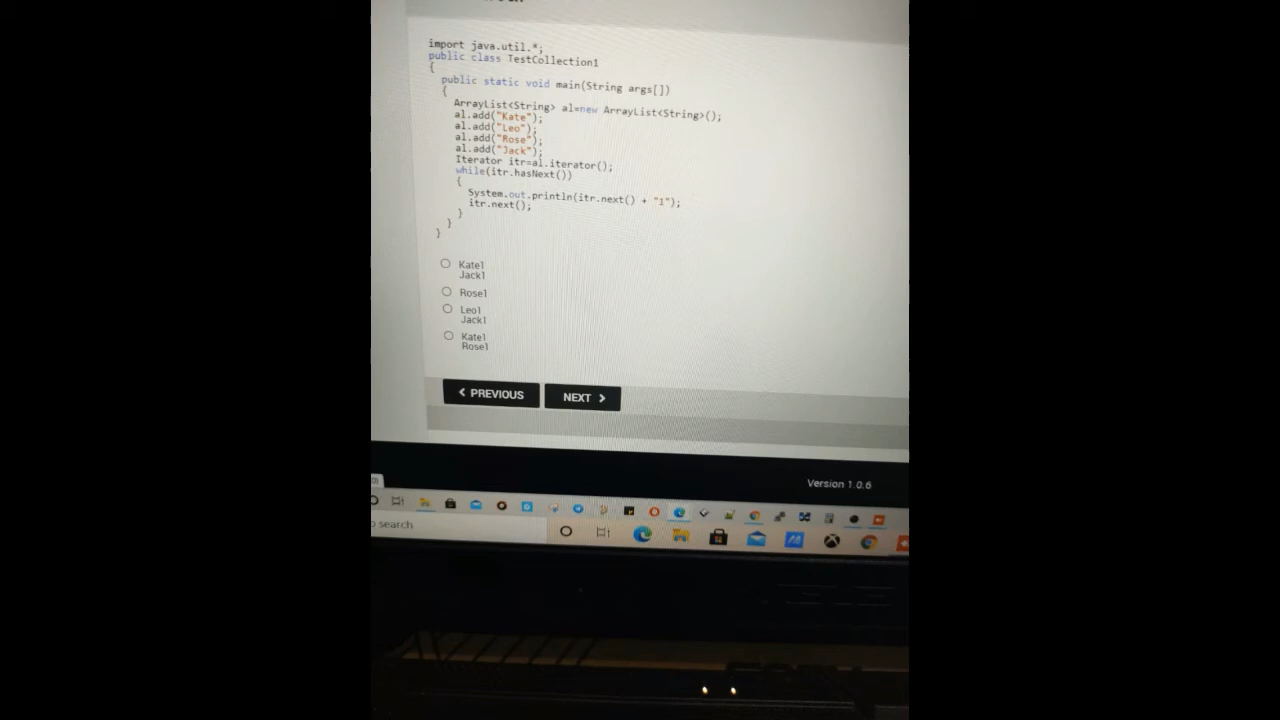 import java.util.*;
public class TestCollection1
{
public static void main(String args[])
{
ArrayList<String> al=new ArrayList<String>();
al.add("Kate");
al.add("Leo");
al.add("Rose");
al.add("Jack");
Iterator itr=al.iterator();
while(itr.hasNext())
{
System.out.println(itr.next() + "1");
itr.next();
}
}
}
Kate1
Jack1
Rose1
Leo1
Jack1
Kate1
Rose1
PREVIOUS
NEXT
Version 1.0.6
search